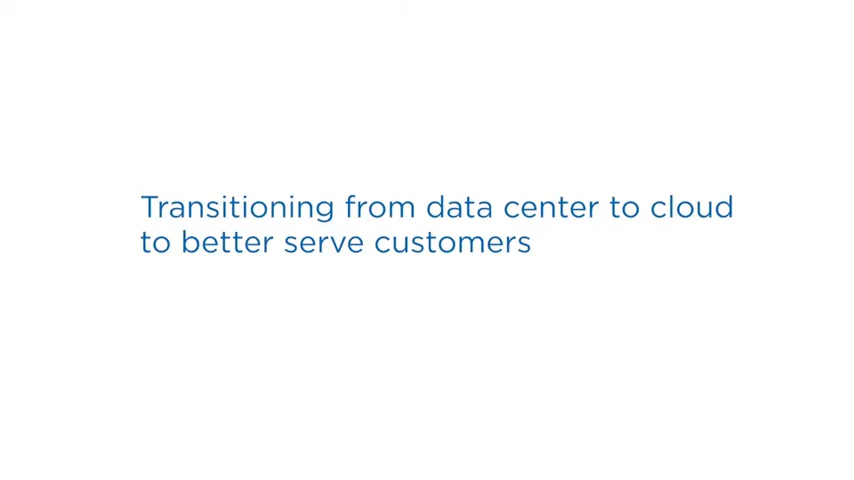 Transitioning from data center to cloud
to better serve customers